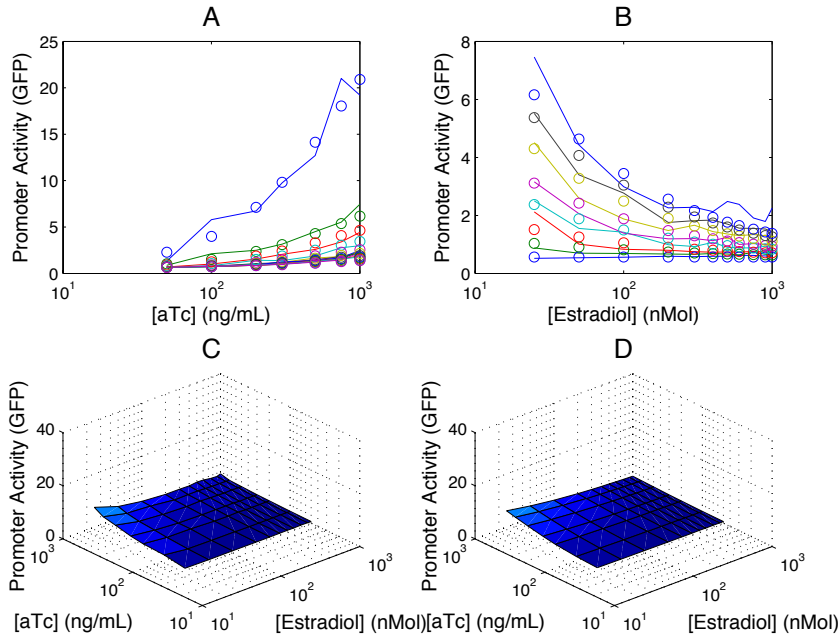 A
Promoter Activity (GFP)
25
20
15
10
5
0
10^1
10^2
10^3
[aTc] (ng/mL)
B
Promoter Activity (GFP)
8
6
4
2
0
10^1
10^2
10^3
[Estradiol] (nMol)
C
Promoter Activity (GFP)
40
20
0
10^3
10^2
10^1
[aTc] (ng/mL)
10^1
10^2
10^3
[Estradiol] (nMol)
D
Promoter Activity (GFP)
40
20
0
10^3
10^2
10^1
[aTc] (ng/mL)
10^1
10^2
10^3
[Estradiol] (nMol)